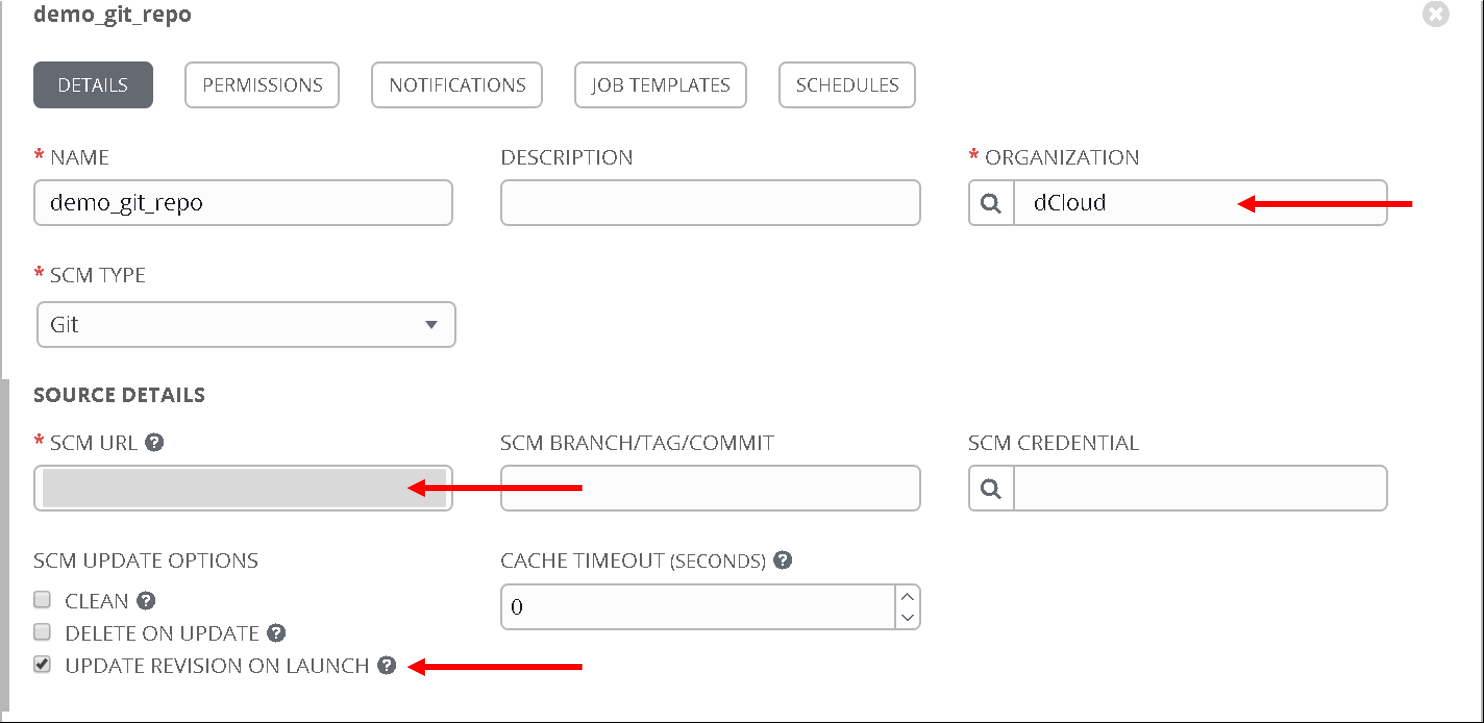 demo_git_repo
DETAILS PERMISSIONS NOTIFICATIONS JOB TEMPLATES SCHEDULES
* NAME DESCRIPTION * ORGANIZATION
demo_git_repo dCloud
* SCM TYPE
Git
SOURCE DETAILS
* SCM URL ? SCM BRANCH/TAG/COMMIT SCM CREDENTIAL
SCM UPDATE OPTIONS CACHE TIMEOUT (SECONDS) ?
CLEAN ? 0
DELETE ON UPDATE ?
UPDATE REVISION ON LAUNCH ?